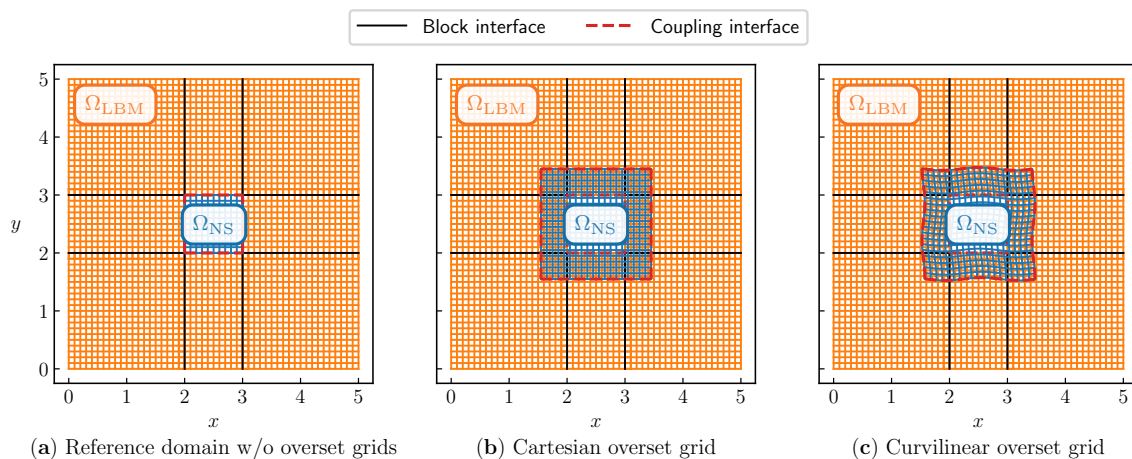 Block interface
Coupling interface
Ω_LBM
Ω_LBM
Ω_LBM
Ω_NS
Ω_NS
Ω_NS
5
4
3
2
1
0
y
0 1 2 3 4 5
0 1 2 3 4 5
0 1 2 3 4 5
x
x
x
(a) Reference domain w/o overset grids
(b) Cartesian overset grid
(c) Curvilinear overset grid